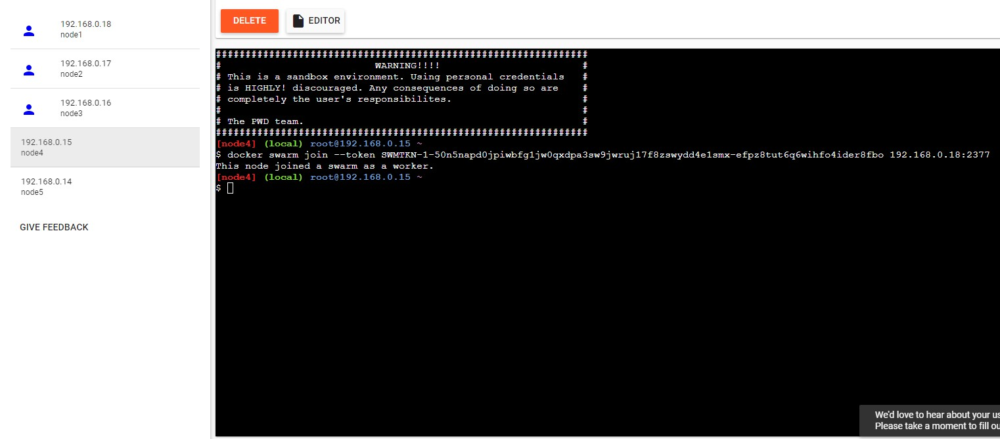 192.168.0.18
node1
192.168.0.17
node2
192.168.0.16
node3
192.168.0.15
node4
192.168.0.14
node5
GIVE FEEDBACK
DELETE
EDITOR
###############################################################
#                          WARNING!!!!                        #
# This is a sandbox environment. Using personal credentials   #
# is HIGHLY! discouraged. Any consequences of doing so are    #
# completely the user's responsibilites.                      #
#                                                             #
# The PWD team.                                               #
###############################################################
[node4] (local) root@192.168.0.15 ~
$ docker swarm join --token SWMTKN-1-50n5napd0jpiwbfg1jw0qxdpa3sw9jwruj17f8zswydd4e1smx-efpz8tut6q6wihfo4ider8fbo 192.168.0.18:2377
This node joined a swarm as a worker.
[node4] (local) root@192.168.0.15 ~
$
We'd love to hear about your us
Please take a moment to fill ou